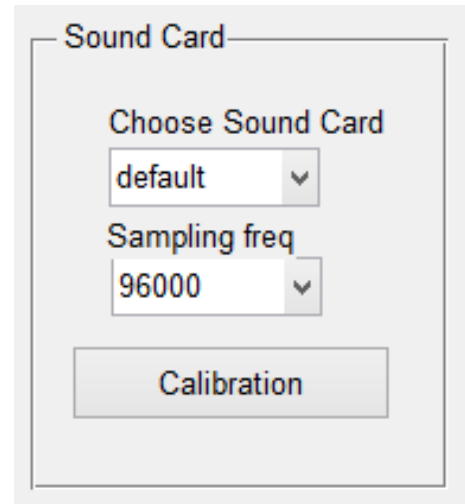 Sound Card
Choose Sound Card
default
Sampling freq
96000
Calibration